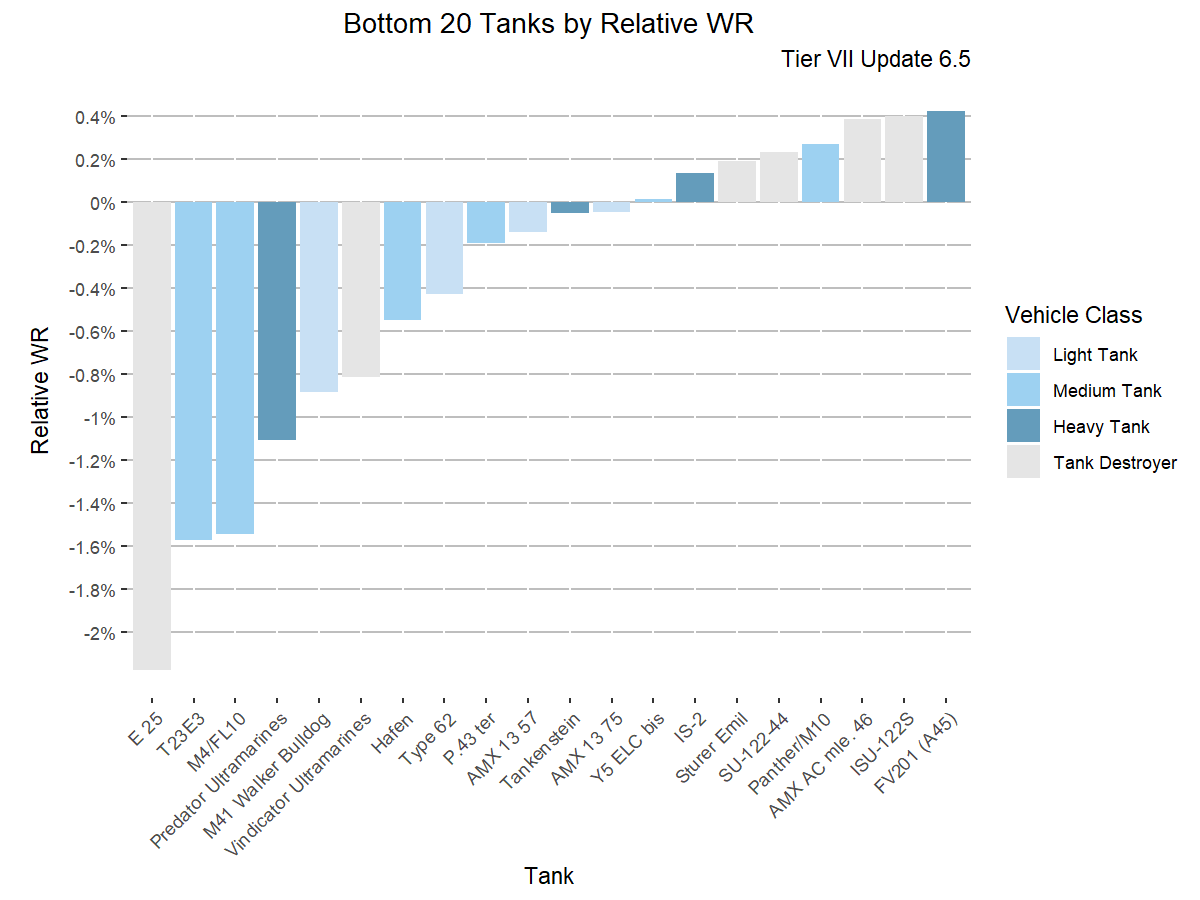 Bottom 20 Tanks by Relative WR
Tier VII Update 6.5
0.4%
0.2%
0%
-0.2%
-0.4%
-0.6%
-0.8%
-1%
-1.2%
-1.4%
-1.6%
-1.8%
-2%
Relative WR
E 25
T23E3
M4/FL10
Predator Ultramarines
M41 Walker Bulldog
Vindicator Ultramarines
Hafen
Type 62
P.43 ter
AMX 13 57
Tankenstein
AMX 13 75
Y5 ELC bis
IS-2
Sturer Emil
SU-122-44
Panther/M10
AMX AC mle. 46
ISU-122S
FV201 (A45)
Tank
Vehicle Class
Light Tank
Medium Tank
Heavy Tank
Tank Destroyer